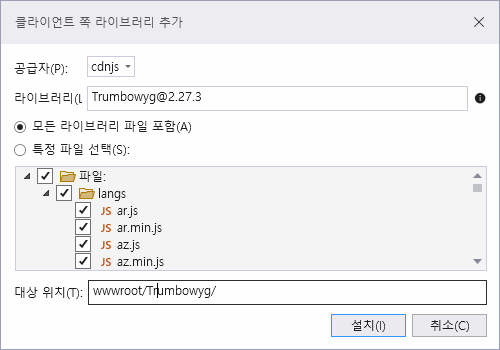 클라이언트 쪽 라이브러리 추가
공급자(P): cdnjs
라이브러리(L Trumbowyg@2.27.3
모든 라이브러리 파일 포함(A)
특정 파일 선택(S):
파일:
langs
JS ar.js
JS ar.min.js
JS az.js
JS az.min.js
대상 위치(T): wwwroot/Trumbowyg/
설치(I) 취소(C)